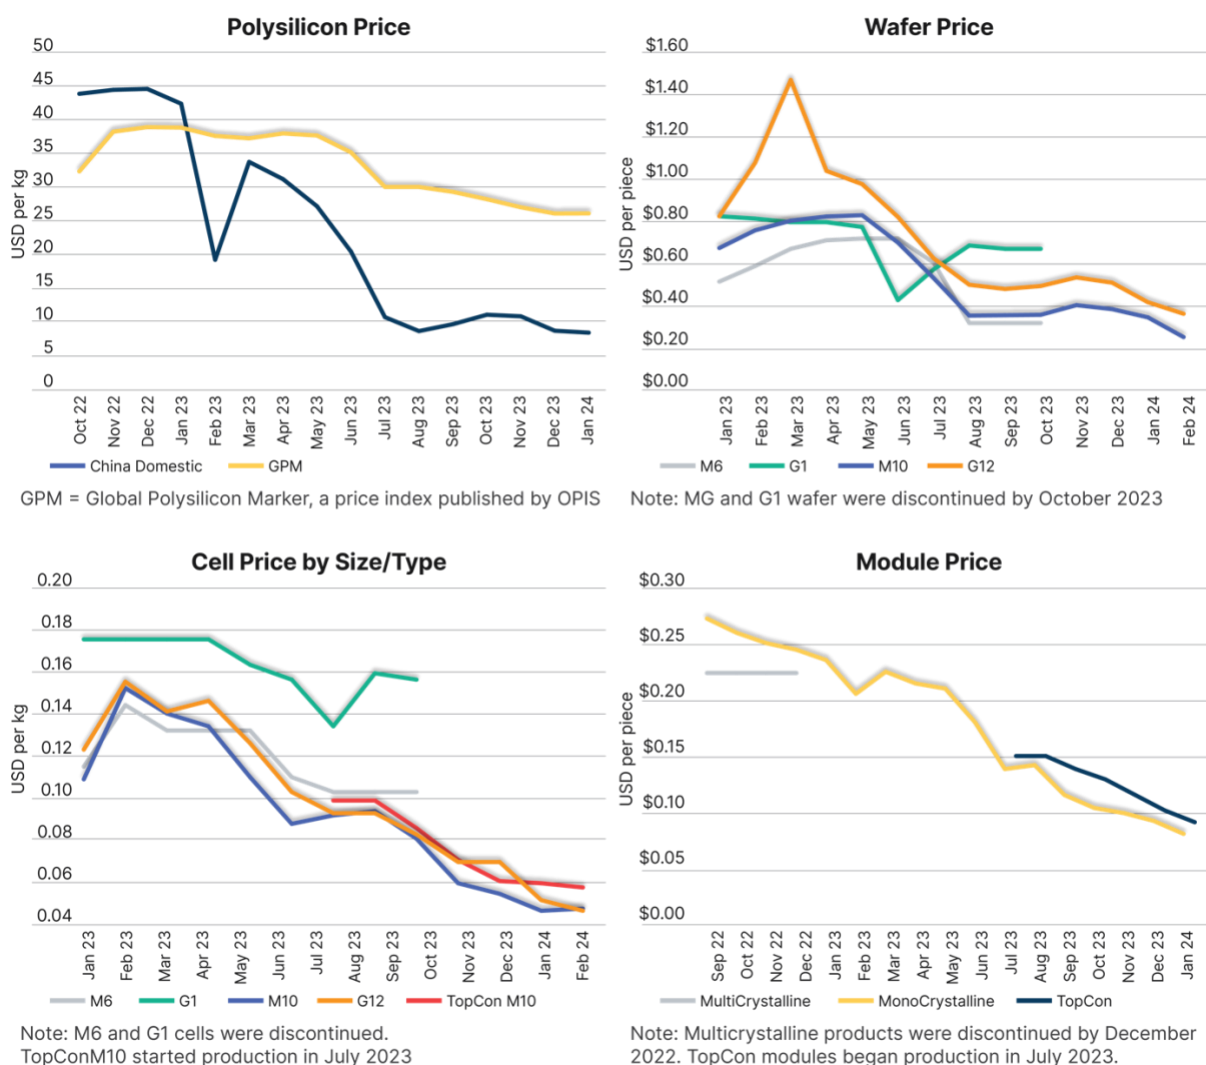 Polysilicon Price
50
45
40
35
30
25
20
15
10
5
0
USD per kg
Oct 22
Nov 22
Dec 22
Jan 23
Feb 23
Mar 23
Apr 23
May 23
Jun 23
Jul 23
Aug 23
Sep 23
Oct 23
Nov 23
Dec 23
Jan 24
China Domestic GPM
GPM = Global Polysilicon Marker, a price index published by OPIS
Wafer Price
$1.60
$1.40
$1.20
$1.00
$0.80
$0.60
$0.40
$0.20
$0.00
USD per piece
Jan 23
Feb 23
Mar 23
Apr 23
May 23
Jun 23
Jul 23
Aug 23
Sep 23
Oct 23
Nov 23
Dec 23
Jan 24
Feb 24
M6 G1 M10 G12
Note: MG and G1 wafer were discontinued by October 2023
Cell Price by Size/Type
0.20
0.18
0.16
0.14
0.12
0.10
0.08
0.06
0.04
USD per kg
Jan 23
Feb 23
Mar 23
Apr 23
May 23
Jun 23
Jul 23
Aug 23
Sep 23
Oct 23
Nov 23
Dec 23
Jan 24
Feb 24
M6 G1 M10 G12 TopCon M10
Note: M6 and G1 cells were discontinued.
TopConM10 started production in July 2023
Module Price
$0.30
$0.25
$0.20
$0.15
$0.10
$0.05
$0.00
USD per piece
Sep 22
Oct 22
Nov 22
Dec 22
Jan 23
Feb 23
Mar 23
Apr 23
May 23
Jun 23
Jul 23
Aug 23
Sep 23
Oct 23
Nov 23
Dec 23
Jan 24
MultiCrystalline MonoCrystalline TopCon
Note: Multicrystalline products were discontinued by December
2022. TopCon modules began production in July 2023.